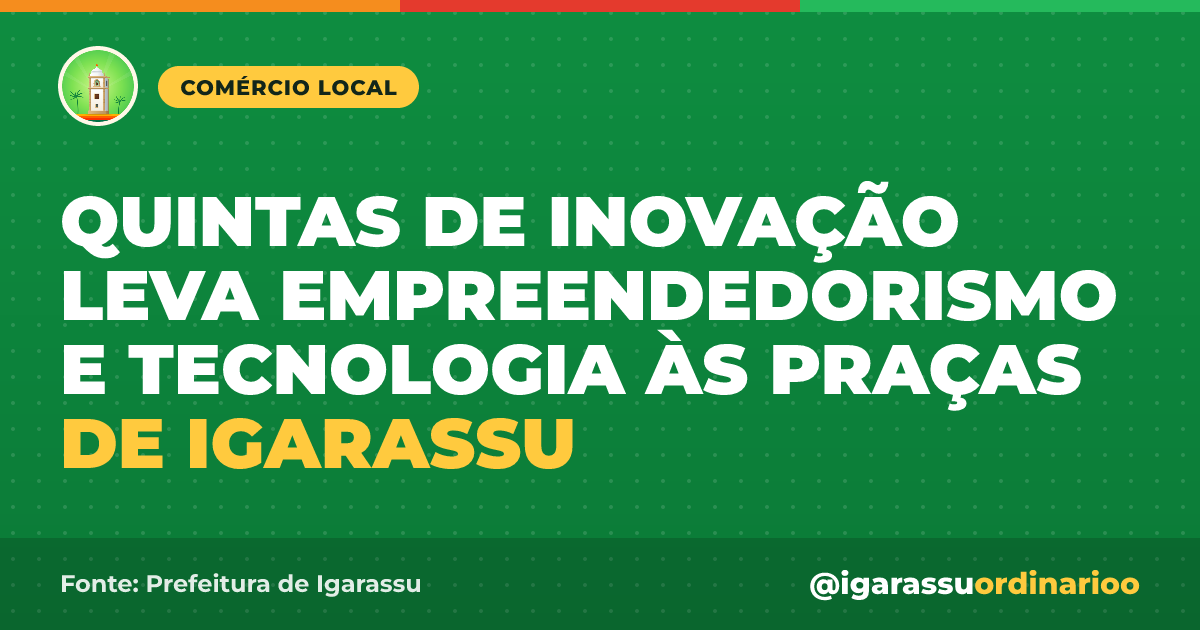 COMÉRCIO LOCAL
QUINTAS DE INOVAÇÃO
LEVA EMPREENDEDORISMO
E TECNOLOGIA ÀS PRAÇAS
DE IGARASSU
Fonte: Prefeitura de Igarassu
@igarassuordinarioo